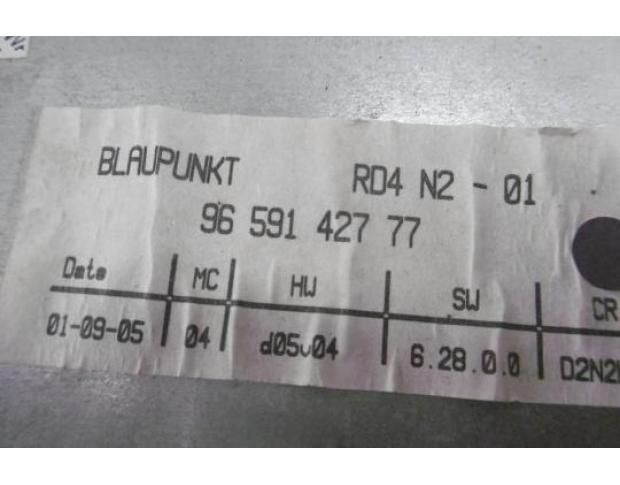 BLAUPUNKT RD4 N2 - 01
96 591 427 77
Date MC HW SW CR
01-09-05 04 d05v04 6.28.0.0 D2N2